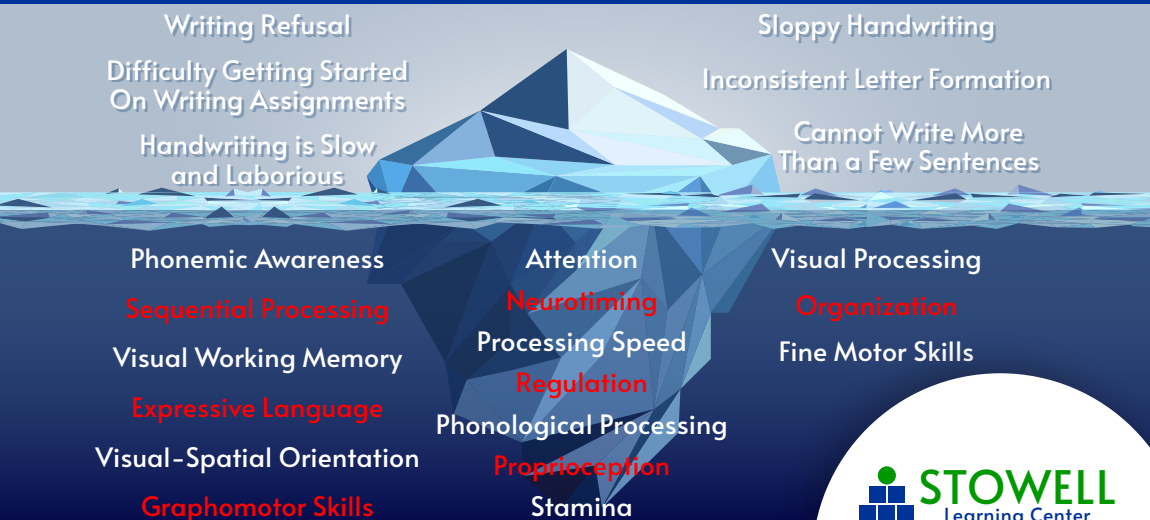 Writing Refusal
Difficulty Getting Started
On Writing Assignments
Handwriting is Slow
and Laborious
Sloppy Handwriting
Inconsistent Letter Formation
Cannot Write More
Than a Few Sentences
Phonemic Awareness
Sequential Processing
Visual Working Memory
Expressive Language
Visual-Spatial Orientation
Graphomotor Skills
Attention
Neurotiming
Processing Speed
Regulation
Phonological Processing
Proprioception
Stamina
Visual Processing
Organization
Fine Motor Skills
STOWELL
Learning Center